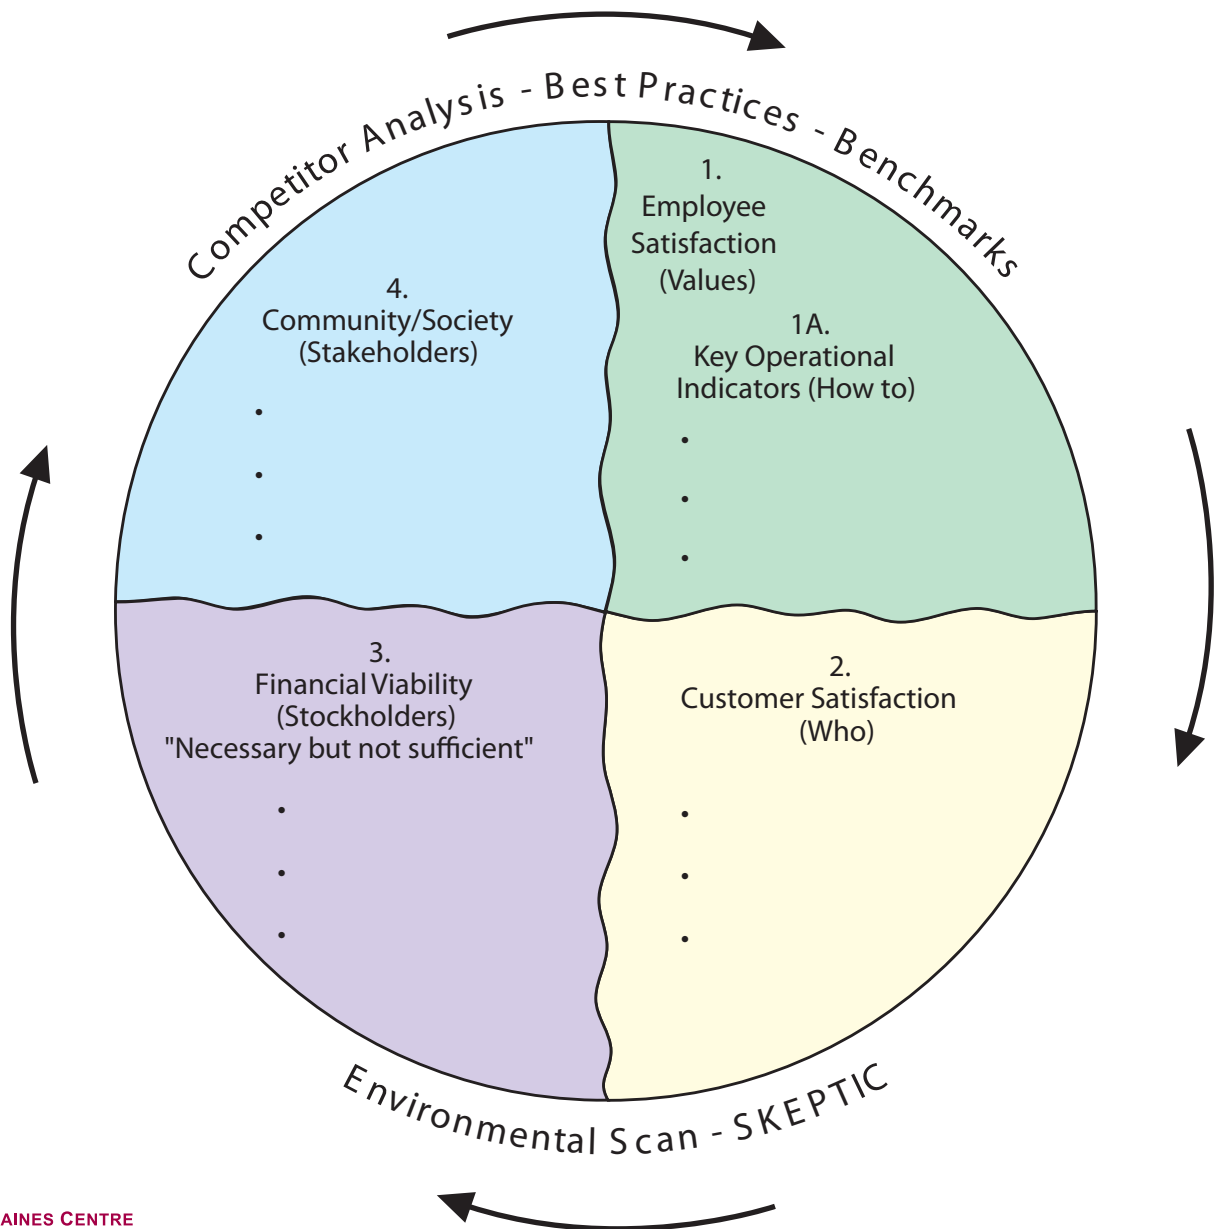 Competitor Analysis - Best Practices - Benchmarks
1.
Employee
Satisfaction
(Values)
1A.
Key Operational
Indicators (How to)
•
•
•
2.
Customer Satisfaction
(Who)
•
•
•
3.
Financial Viability
(Stockholders)
"Necessary but not sufficient"
•
•
•
4.
Community/Society
(Stakeholders)
•
•
•
Environmental Scan - SKEPTIC
AINES CENTRE